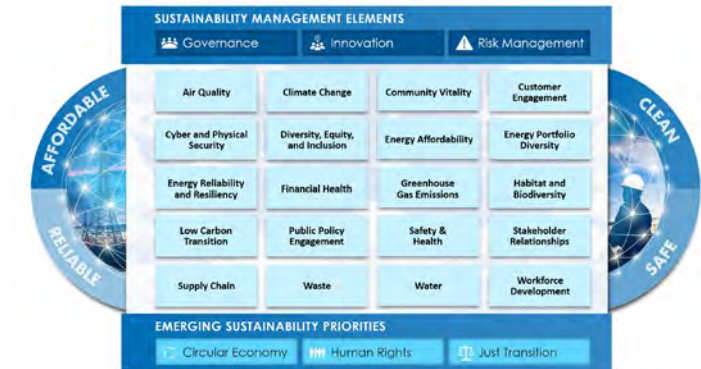 SUSTAINABILITY MANAGEMENT ELEMENTS
Governance
Innovation
Risk Management
AFFORDABLE
RELIABLE
CLEAN
SAFE
Air Quality
Climate Change
Community Vitality
Customer
Engagement
Cyber and Physical
Security
Diversity, Equity,
and Inclusion
Energy Affordability
Energy Portfolio
Diversity
Energy Reliability
and Resiliency
Financial Health
Greenhouse
Gas Emissions
Habitat and
Biodiversity
Low Carbon
Transition
Public Policy
Engagement
Safety &
Health
Stakeholder
Relationships
Supply Chain
Waste
Water
Workforce
Development
EMERGING SUSTAINABILITY PRIORITIES
Circular Economy
Human Rights
Just Transition